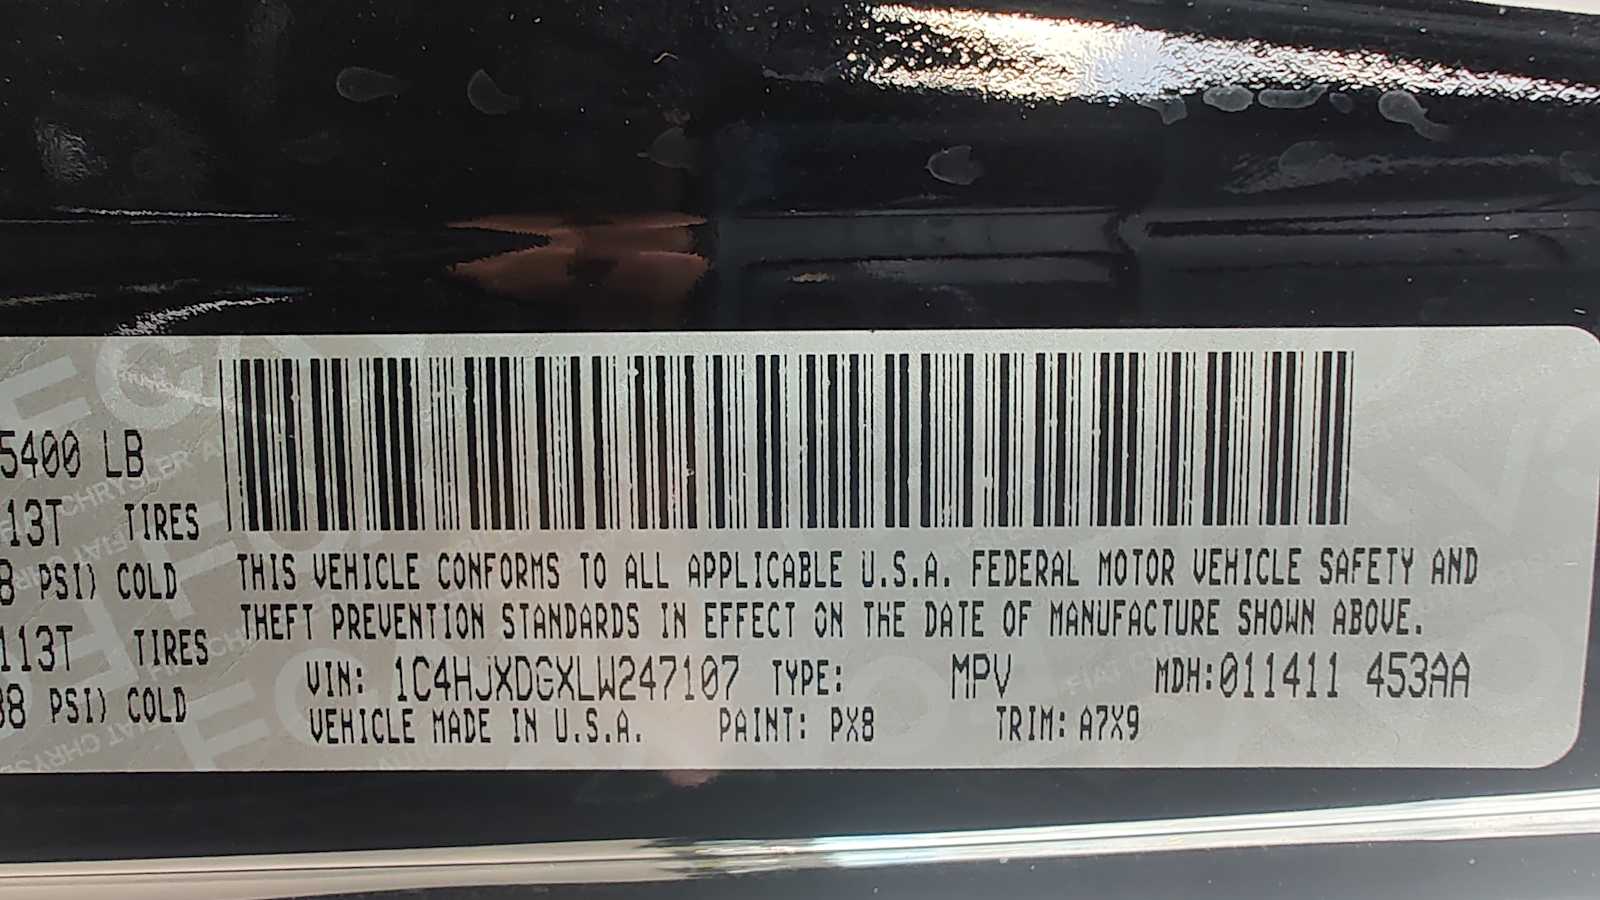 5400 LB
13T TIRES
8 PSI) COLD
113T TIRES
38 PSI) COLD
THIS VEHICLE CONFORMS TO ALL APPLICABLE U.S.A. FEDERAL MOTOR VEHICLE SAFETY AND
THEFT PREVENTION STANDARDS IN EFFECT ON THE DATE OF MANUFACTURE SHOWN ABOVE.
VIN: 1C4HJXDGXLW247107 TYPE: MPV MDH:011411 453AA
VEHICLE MADE IN U.S.A. PAINT: PX8 TRIM: A7X9